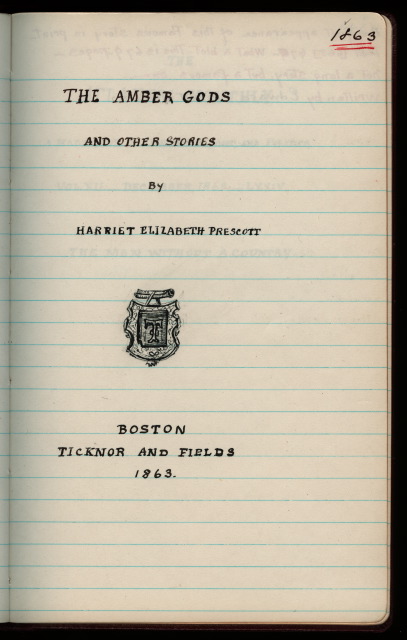 1863
THE AMBER GODS
AND OTHER STORIES
BY
HARRIET ELIZABETH PRESCOTT
T
BOSTON
TICKNOR AND FIELDS
1863.